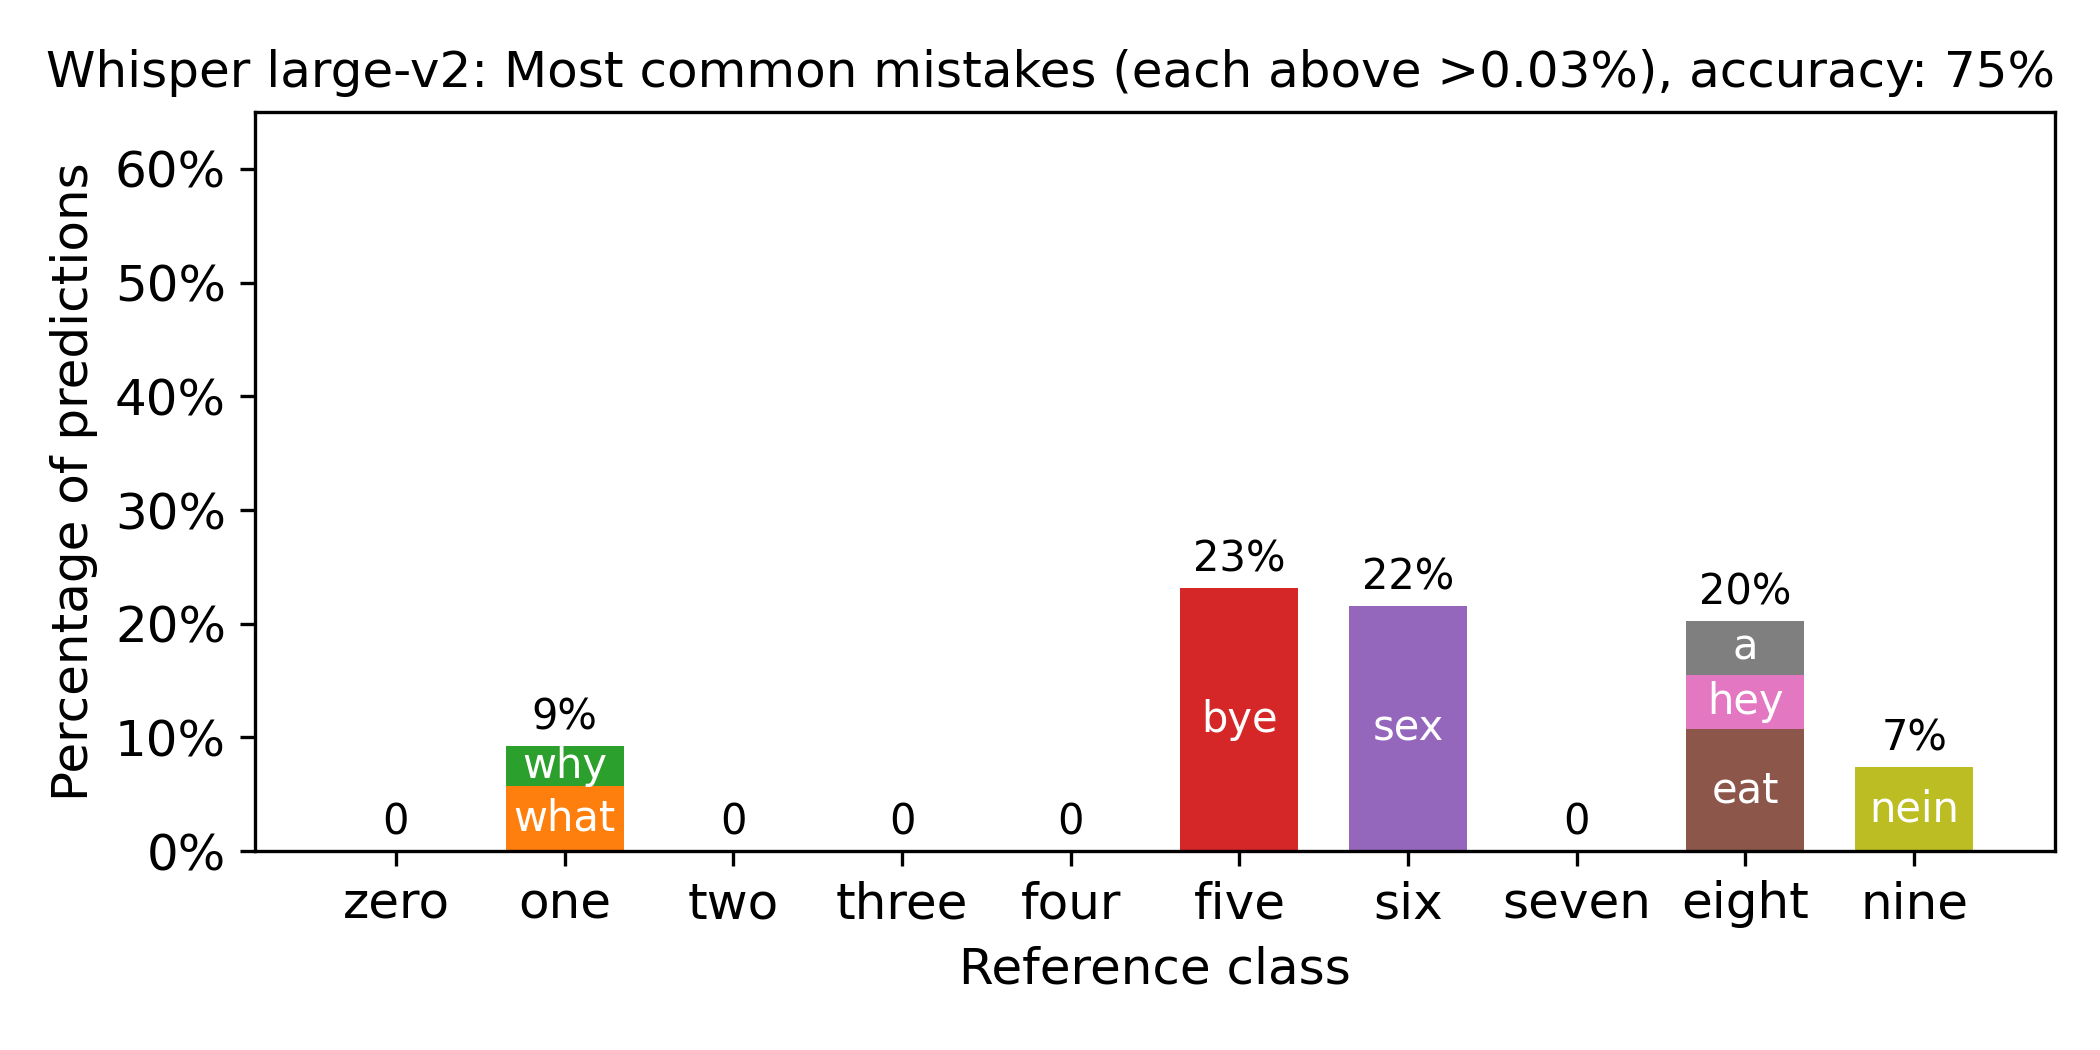 Whisper large-v2: Most common mistakes (each above >0.03%), accuracy: 75%
Percentage of predictions
60%
50%
40%
30%
20%
10%
0%
0
9%
why
what
0
0
0
23%
bye
22%
sex
0
20%
a
hey
eat
7%
nein
zero one two three four five six seven eight nine
Reference class